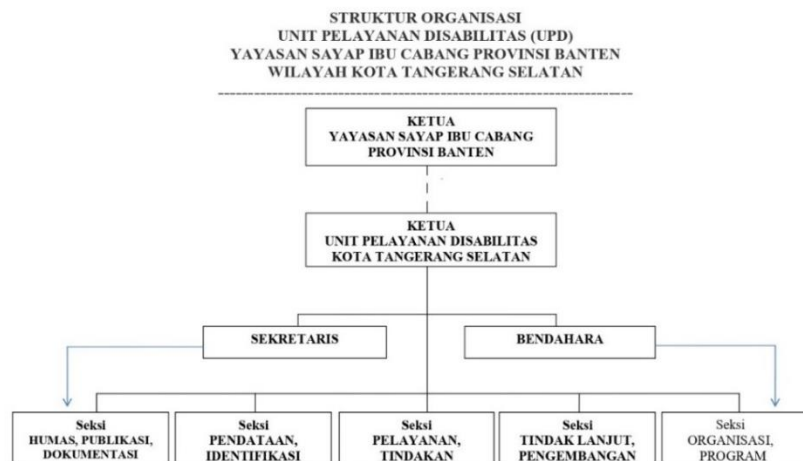 STRUKTUR ORGANISASI
UNIT PELAYANAN DISABILITAS (UPD)
YAYASAN SAYAP IBU CABANG PROVINSI BANTEN
WILAYAH KOTA TANGERANG SELATAN
KETUA
YAYASAN SAYAP IBU CABANG
PROVINSI BANTEN
KETUA
UNIT PELAYANAN DISABILITAS
KOTA TANGERANG SELATAN
SEKRETARIS
BENDAHARA
Seksi
HUMAS, PUBLIKASI,
DOKUMENTASI
Seksi
PENDATAAN,
IDENTIFIKASI
Seksi
PELAYANAN,
TINDAKAN
Seksi
TINDAK LANJUT,
PENGEMBANGAN
Seksi
ORGANISASI,
PROGRAM